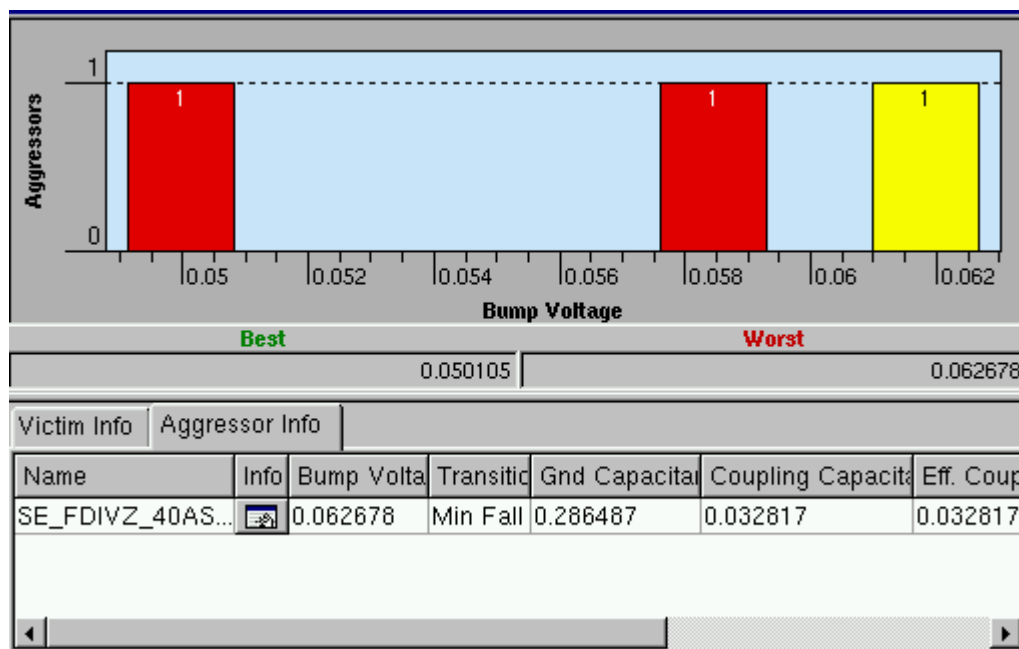 Aggressors
1
0
1
1
1
0.05
0.052
0.054
0.056
0.058
0.06
0.062
Bump Voltage
Best
Worst
0.050105
0.062678
Victim Info
Aggressor Info
Name
Info
Bump Volta
Transitio
Gnd Capacitan
Coupling Capacita
Eff. Coup
SE_FDIVZ_40AS...
0.062678
Min Fall
0.286487
0.032817
0.032817